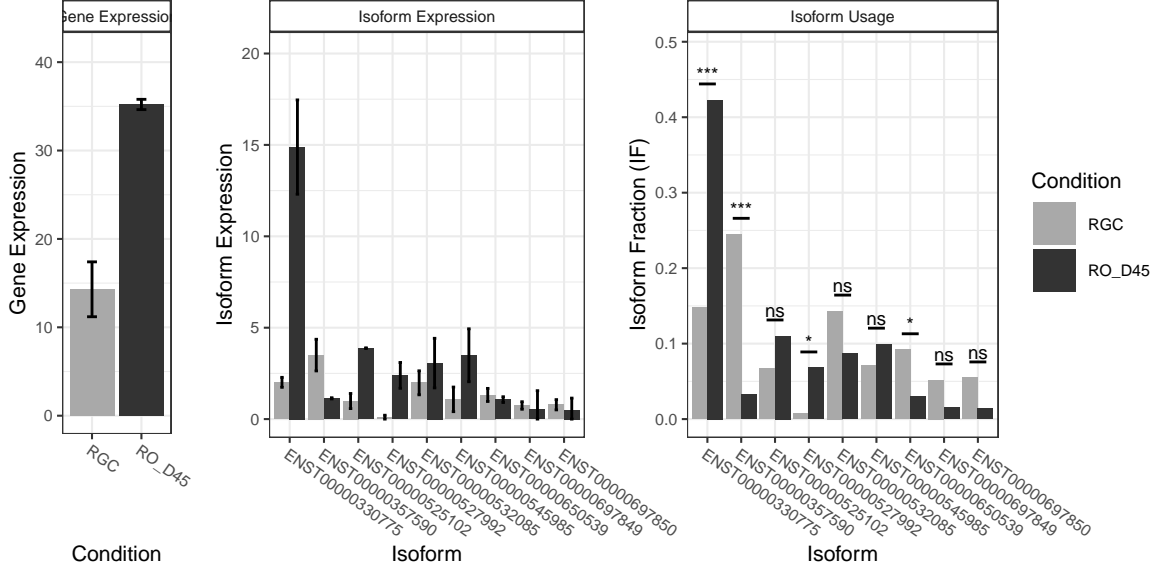 Gene Expression
Isoform Expression
Isoform Usage
Gene Expression
40
30
20
10
0
RGC
RO_D45
Condition
Isoform Expression
20
15
10
5
0
ENST00000330775
ENST00000357590
ENST00000525102
ENST00000527992
ENST00000532085
ENST00000545985
ENST00000650539
ENST00000697849
ENST00000697850
Isoform
Isoform Fraction (IF)
0.5
0.4
0.3
0.2
0.1
0.0
***
***
ns
*
ns
ns
*
ns
ns
ENST00000330775
ENST00000357590
ENST00000525102
ENST00000527992
ENST00000532085
ENST00000545985
ENST00000650539
ENST00000697849
ENST00000697850
Isoform
Condition
RGC
RO_D45